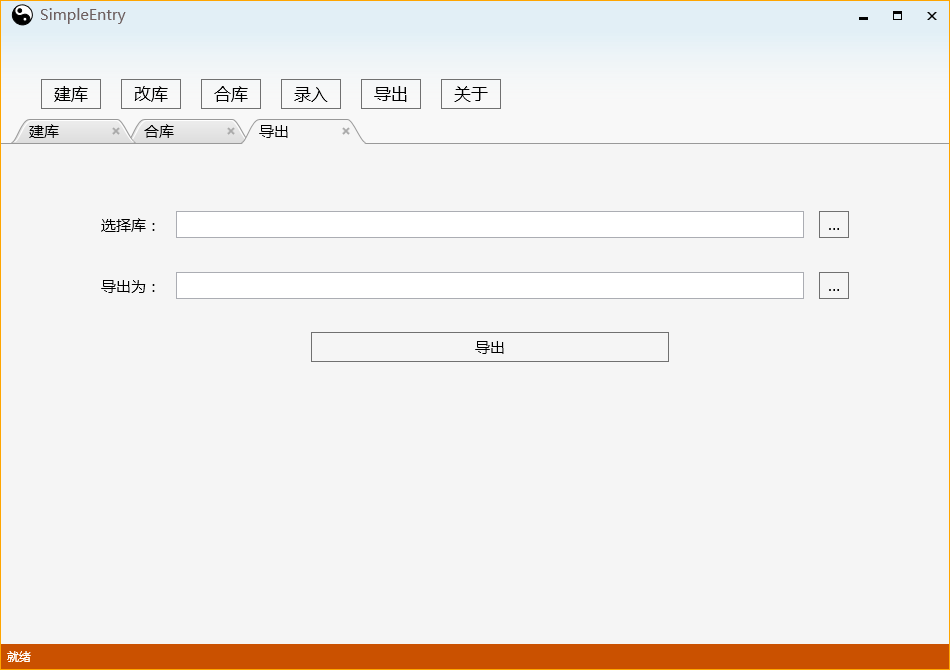 SimpleEntry
建库 改库 合库 录入 导出 关于
建库 合库 导出
选择库： ...
导出为： ...
导出
就绪